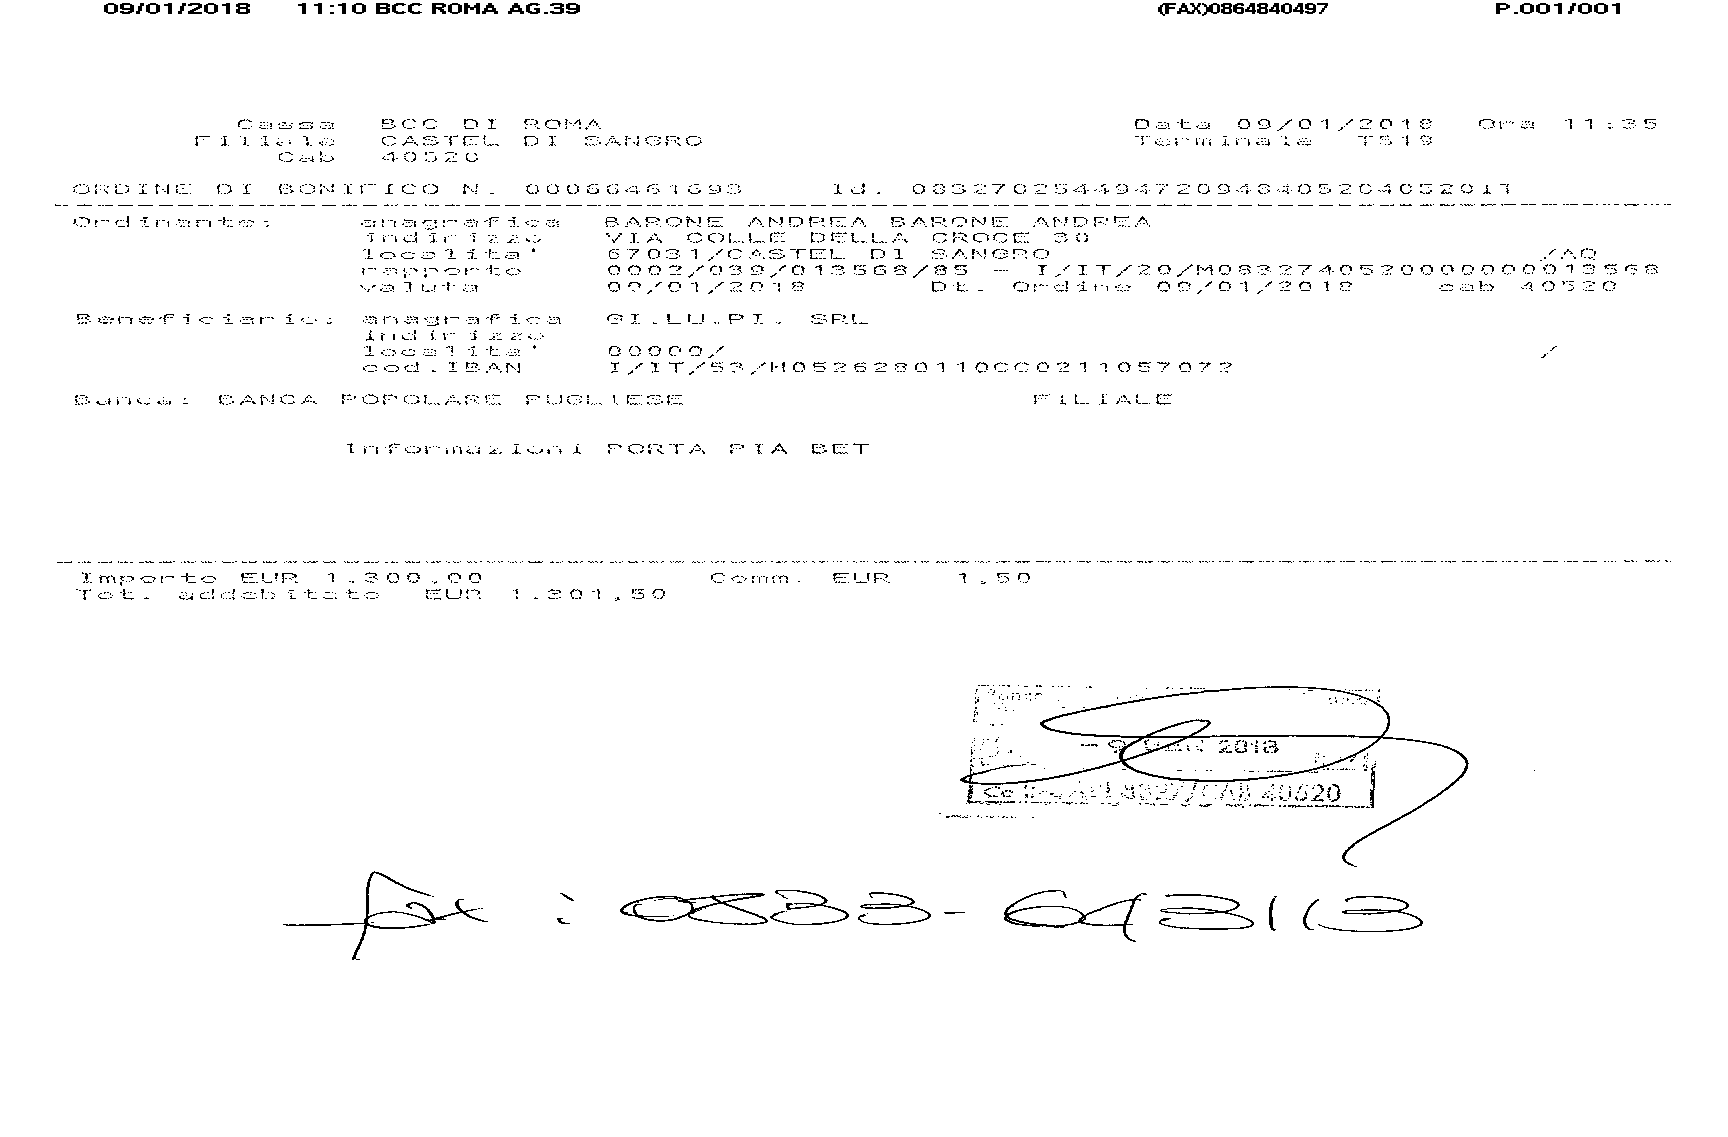 09/01/2018 11:10 BCC ROMA AG.39 (FAX)0864840497 P.001/001
Cassa BCC DI ROMA Data 09/01/2018 Ora 11:35
Filiale CASTEL DI SANGRO Terminale TS19
Cab 40520
ORDINE DI BONIFICO N. 00066461693 Id. 083270254494720948405204052017
Ordinante: anagrafica BARONE ANDREA BARONE ANDREA
indirizzo VIA COLLE DELLA CROCE 30
localita' 67031/CASTEL DI SANGRO /AQ
rapporto 0002/039/013568/85 - I/IT/20/M0832740520000000013568
valuta 09/01/2018 Dt. Ordine 09/01/2018 cab 40520
Beneficiario: anagrafica GI.LU.PI. SRL
indirizzo
localita' 00000/ /
cod.IBAN I/IT/53/M0526280110CC0211057072
Banca: BANCA POPOLARE PUGLIESE FILIALE
Informazioni PORTA PIA BET
Importo EUR 1.300,00 Comm. EUR 1,50
Tot. addebitato EUR 1.301,50
- 9 GEN 2018
8327/CAB 40520
fax : 0833-643113